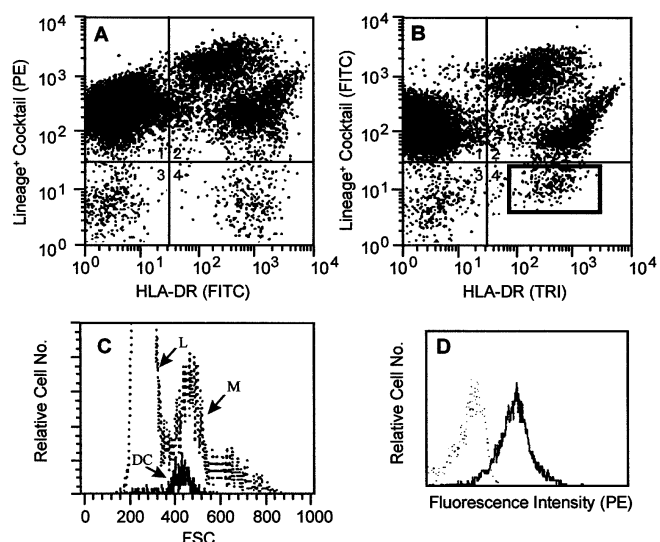 A
Lineage⁺ Cocktail (PE)
10⁴
10³
10²
10¹
10⁰
1 2
3 4
10⁰ 10¹ 10² 10³ 10⁴
HLA-DR (FITC)
B
Lineage⁺ Cocktail (FITC)
10⁴
10³
10²
10¹
10⁰
1 2
3 4
10⁰ 10¹ 10² 10³ 10⁴
HLA-DR (TRI)
C
Relative Cell No.
L
M
DC
0 200 400 600 800 1000
FSC
D
Relative Cell No.
Fluorescence Intensity (PE)